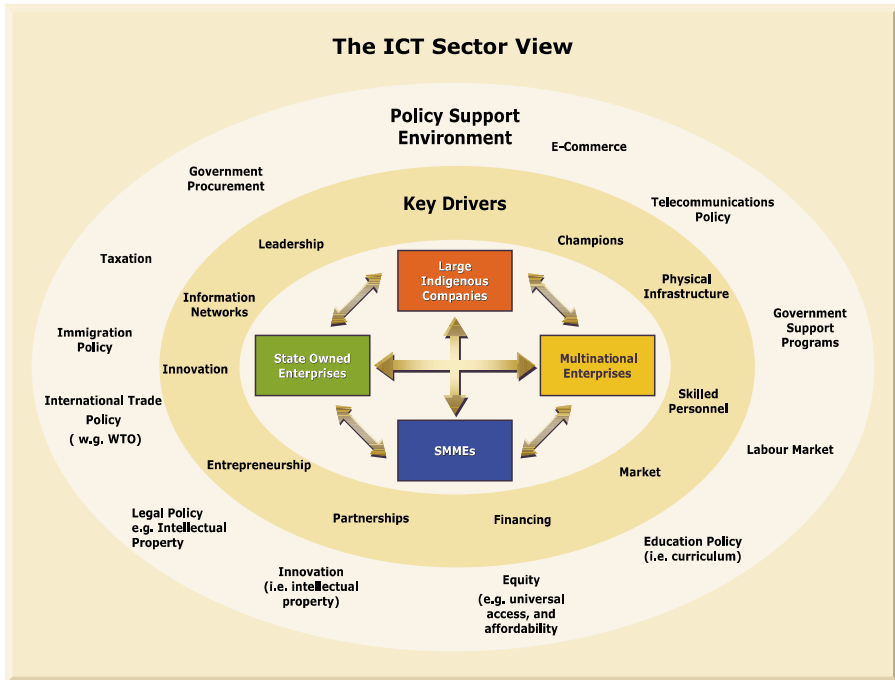 The ICT Sector View
Policy Support
Environment
E-Commerce
Government
Procurement
Telecommunications
Policy
Taxation
Government
Support
Programs
Immigration
Policy
International Trade
Policy
( w.g. WTO)
Labour Market
Legal Policy
e.g. Intellectual
Property
Education Policy
(i.e. curriculum)
Innovation
(i.e. intellectual
property)
Equity
(e.g. universal
access, and
affordability
Key Drivers
Leadership
Champions
Information
Networks
Physical
Infrastructure
Innovation
Skilled
Personnel
Entrepreneurship
Market
Partnerships
Financing
Large
Indigenous
Companies
State Owned
Enterprises
Multinational
Enterprises
SMMEs